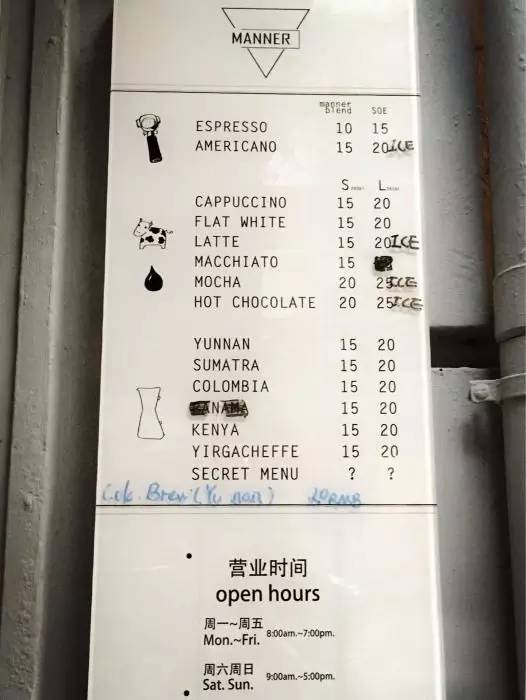 MANNER
manner blend SOE
ESPRESSO 10 15
AMERICANO 15 20 ICE
S L
CAPPUCCINO 15 20
FLAT WHITE 15 20
LATTE 15 20 ICE
MACCHIATO 15
MOCHA 20 25 ICE
HOT CHOCOLATE 20 25 ICE
YUNNAN 15 20
SUMATRA 15 20
COLOMBIA 15 20
15 20
KENYA 15 20
YIRGACHEFFE 15 20
SECRET MENU ? ?
Brew (Yu nan) 20RMB
营业时间
open hours
周一~周五
Mon.~Fri. 8:00am.~7:00pm.
周六周日
Sat. Sun. 9:00am.~5:00pm.